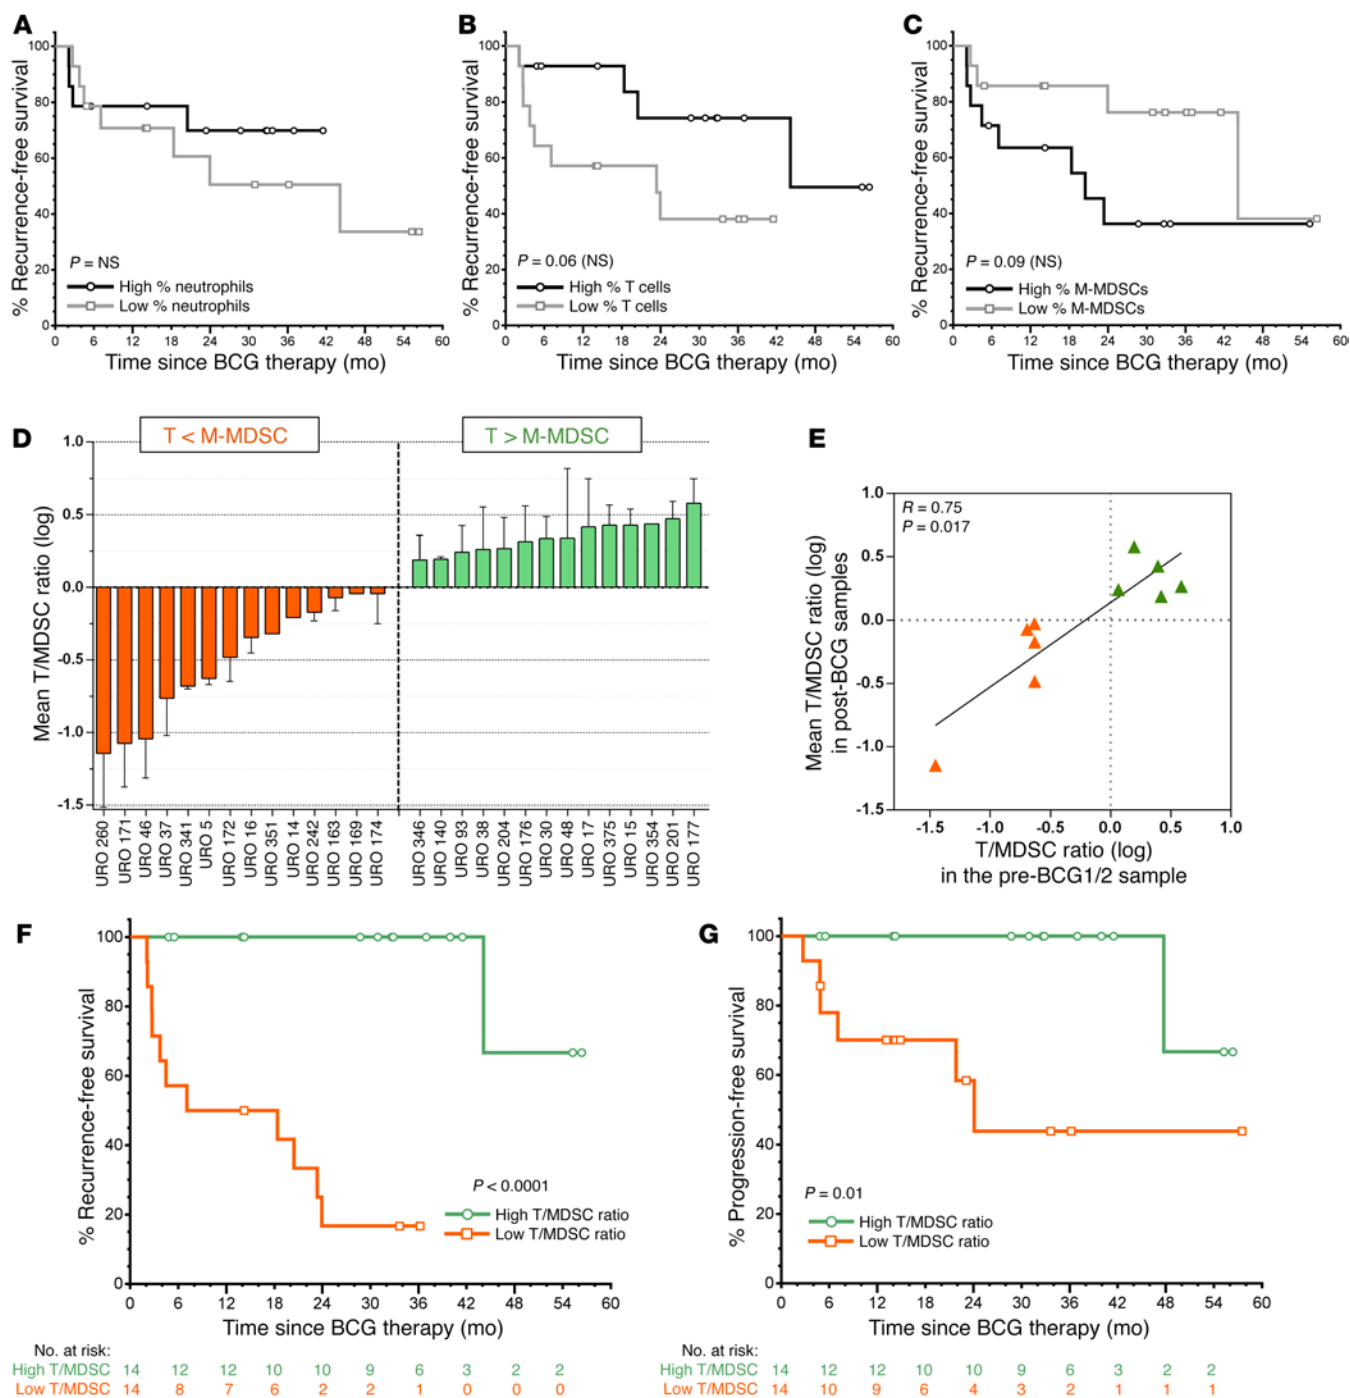 A
% Recurrence-free survival
100
80
60
40
20
0
P = NS
High % neutrophils
Low % neutrophils
0 6 12 18 24 30 36 42 48 54 60
Time since BCG therapy (mo)
B
% Recurrence-free survival
100
80
60
40
20
0
P = 0.06 (NS)
High % T cells
Low % T cells
0 6 12 18 24 30 36 42 48 54 60
Time since BCG therapy (mo)
C
% Recurrence-free survival
100
80
60
40
20
0
P = 0.09 (NS)
High % M-MDSCs
Low % M-MDSCs
0 6 12 18 24 30 36 42 48 54 60
Time since BCG therapy (mo)
D
T < M-MDSC
T > M-MDSC
Mean T/MDSC ratio (log)
1.0
0.5
0.0
-0.5
-1.0
-1.5
URO 260
URO 171
URO 46
URO 37
URO 341
URO 5
URO 172
URO 16
URO 351
URO 14
URO 242
URO 163
URO 169
URO 174
URO 346
URO 140
URO 93
URO 38
URO 204
URO 176
URO 30
URO 48
URO 17
URO 375
URO 15
URO 354
URO 201
URO 177
E
Mean T/MDSC ratio (log)
in post-BCG samples
1.0
0.5
0.0
-0.5
-1.0
-1.5
R = 0.75
P = 0.017
-1.5 -1.0 -0.5 0.0 0.5 1.0
T/MDSC ratio (log)
in the pre-BCG1/2 sample
F
% Recurrence-free survival
100
80
60
40
20
0
P < 0.0001
High T/MDSC ratio
Low T/MDSC ratio
0 6 12 18 24 30 36 42 48 54 60
Time since BCG therapy (mo)
No. at risk:
High T/MDSC 14 12 12 10 10 9 6 3 2 2
Low T/MDSC 14 8 7 6 2 2 1 0 0 0
G
% Progression-free survival
100
80
60
40
20
0
P = 0.01
High T/MDSC ratio
Low T/MDSC ratio
0 6 12 18 24 30 36 42 48 54 60
Time since BCG therapy (mo)
No. at risk:
High T/MDSC 14 12 12 10 10 9 6 3 2 2
Low T/MDSC 14 10 9 6 4 3 2 1 1 1